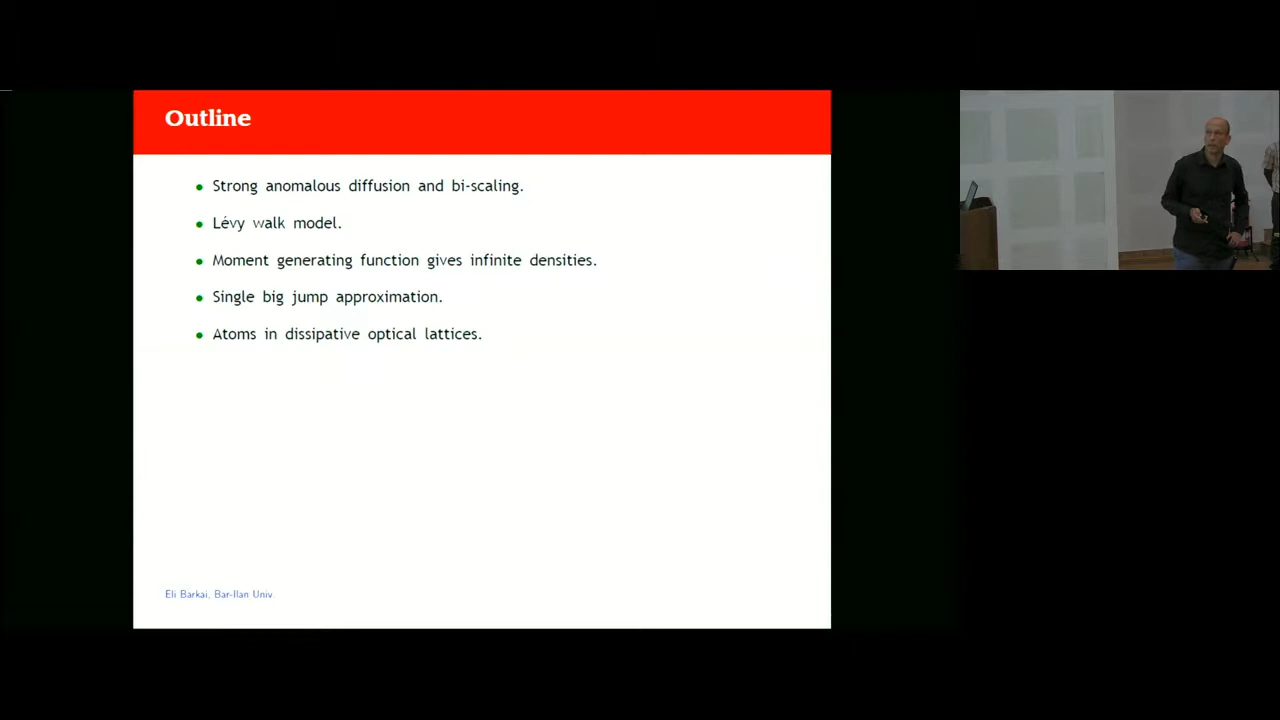 Outline
Strong anomalous diffusion and bi-scaling.
Lévy walk model.
Moment generating function gives infinite densities.
Single big jump approximation.
Atoms in dissipative optical lattices.
Eli Barkai, Bar-Ilan Univ.